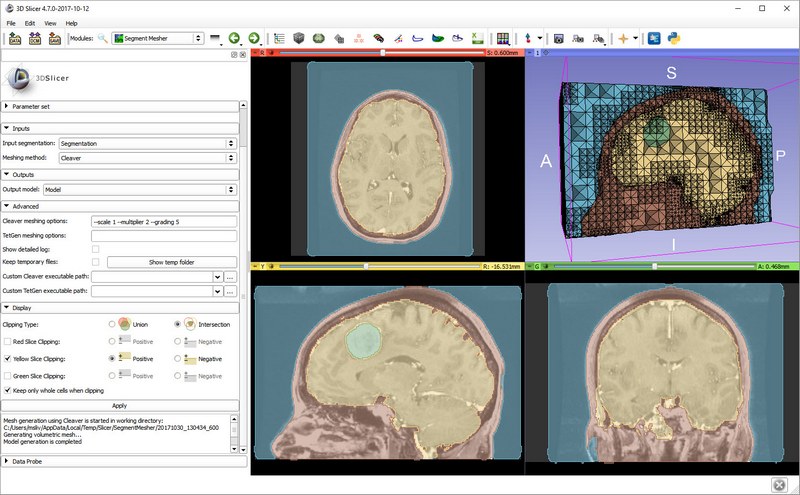 3D Slicer 4.7.0-2017-10-12
File Edit View Help
DATA DCM SAVE Modules: Segment Mesher
3DSlicer
Parameter set
Inputs
Input segmentation: Segmentation
Meshing method: Cleaver
Outputs
Output model: Model
Advanced
Cleaver meshing options: --scale 1 --multiplier 2 --grading 5
TetGen meshing options:
Show detailed log:
Keep temporary files: Show temp folder
Custom Cleaver executable path: ...
Custom TetGen executable path: ...
Display
Clipping Type: Union Intersection
Red Slice Clipping: Positive Negative
Yellow Slice Clipping: Positive Negative
Green Slice Clipping: Positive Negative
Keep only whole cells when clipping
Apply
Mesh generation using Cleaver is started in working directory:
C:/Users/msliv/AppData/Local/Temp/Slicer/SegmentMesher/20171030_130434_600
Generating volumetric mesh...
Model generation is completed
Data Probe
R S: 0.600mm
1
S
A
P
I
Y R: -16.531mm
G A: 0.468mm